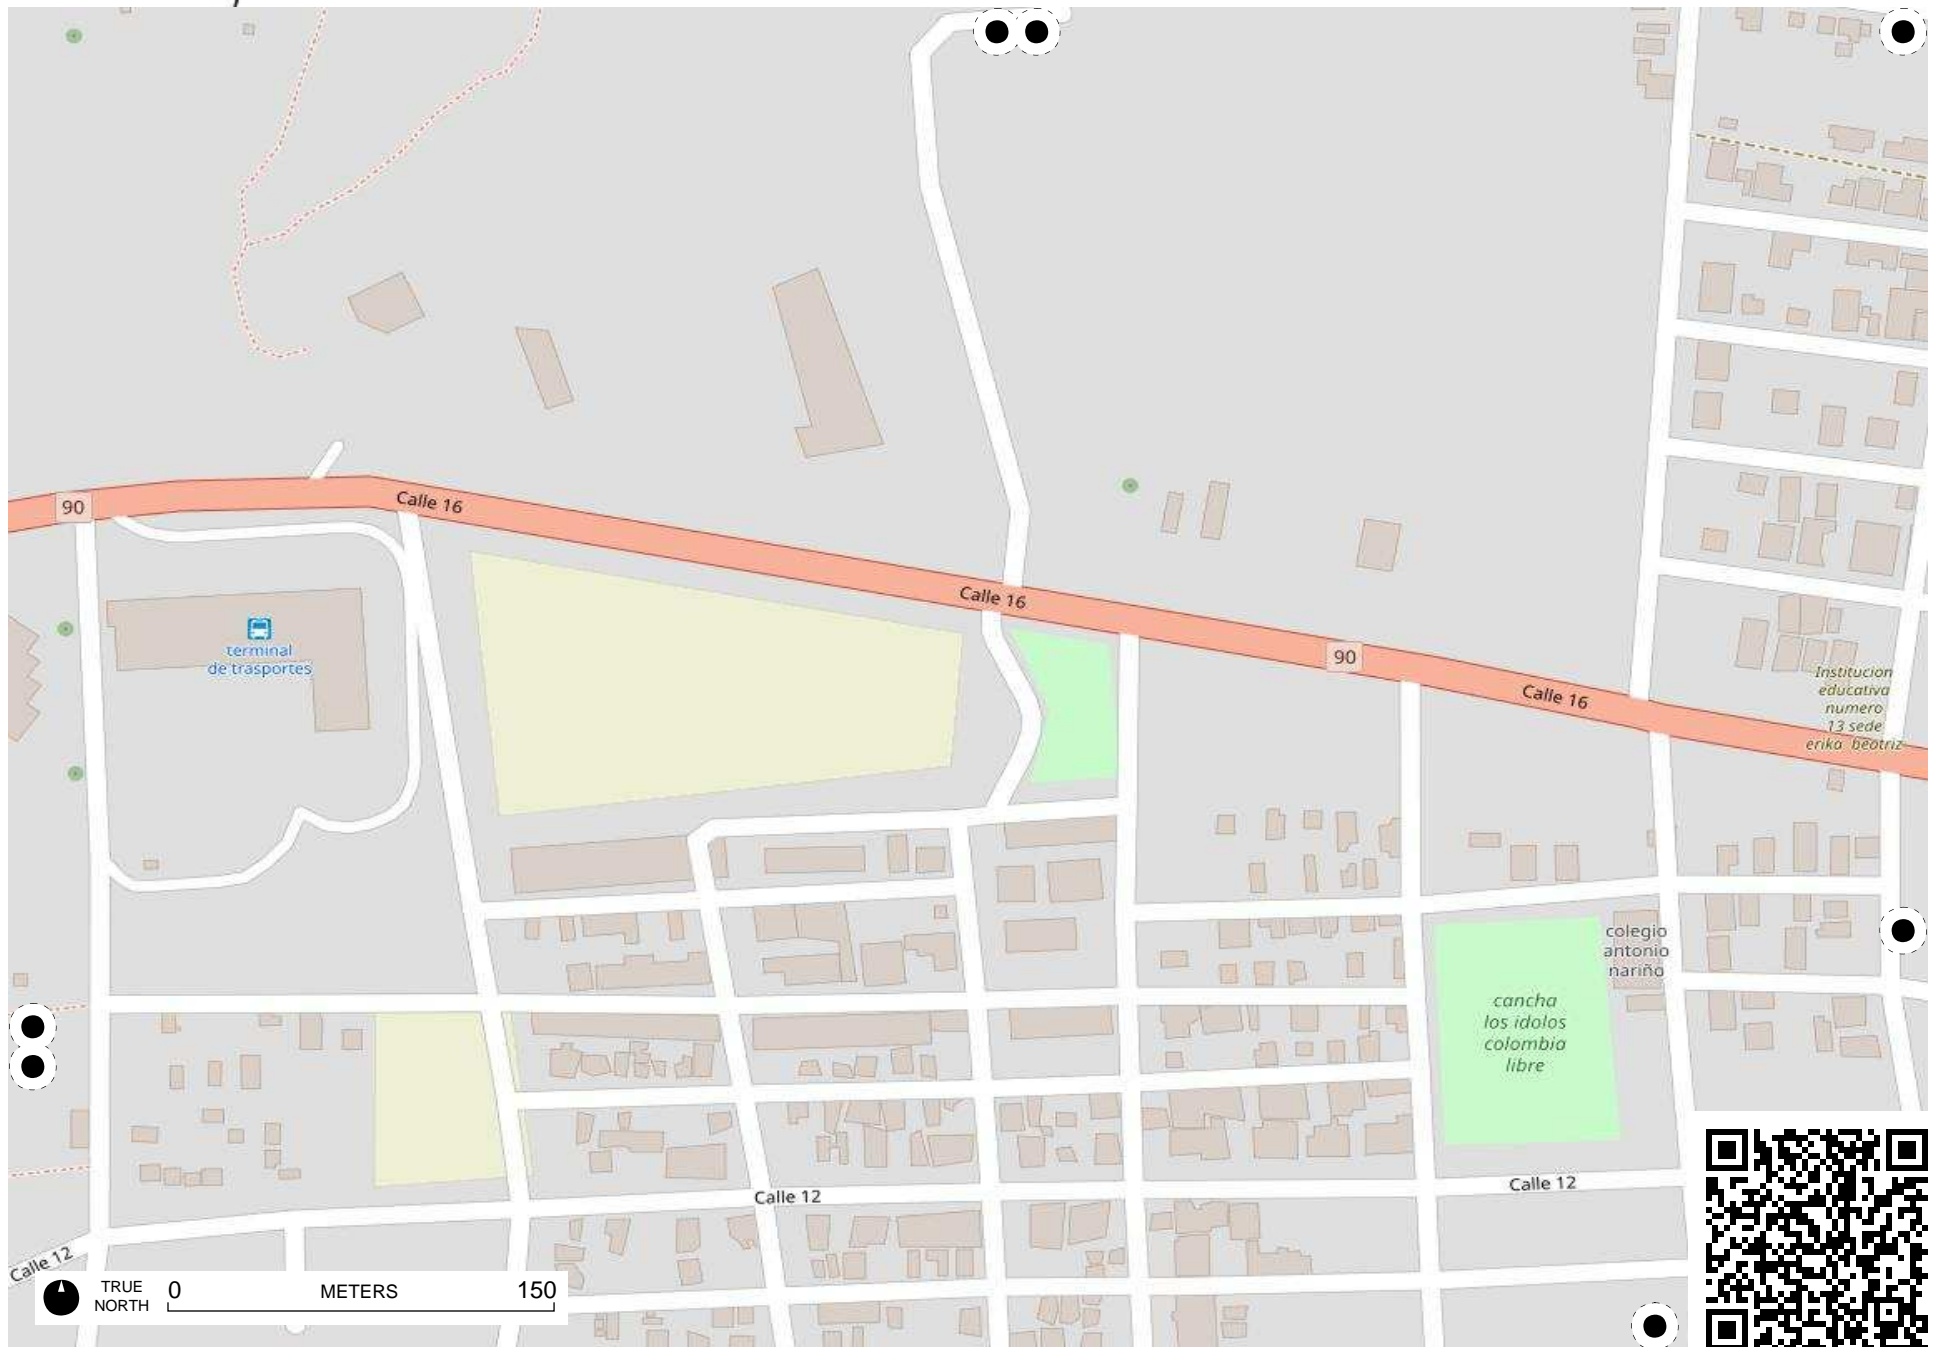 90
Calle 16
Calle 16
terminal
de trasportes
90
Calle 16
Institucion
educativa
numero
13 sede
erika beatriz
colegio
antonio
nariño
cancha
los idolos
colombia
libre
Calle 12
Calle 12
Calle 12
TRUE
NORTH
0 METERS 150